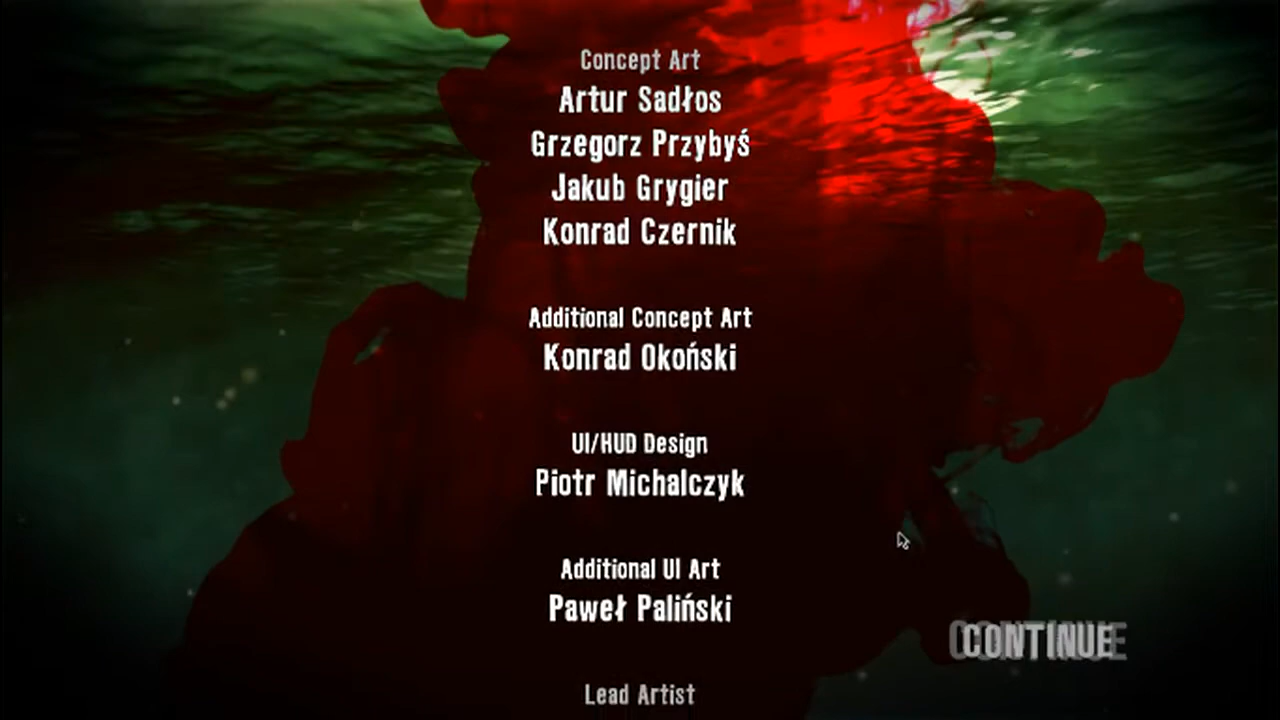 Concept Art
Artur Sadłos
Grzegorz Przybyś
Jakub Grygier
Konrad Czernik
Additional Concept Art
Konrad Okoński
UI/HUD Design
Piotr Michalczyk
Additional UI Art
Paweł Paliński
CONTINUE
Lead Artist